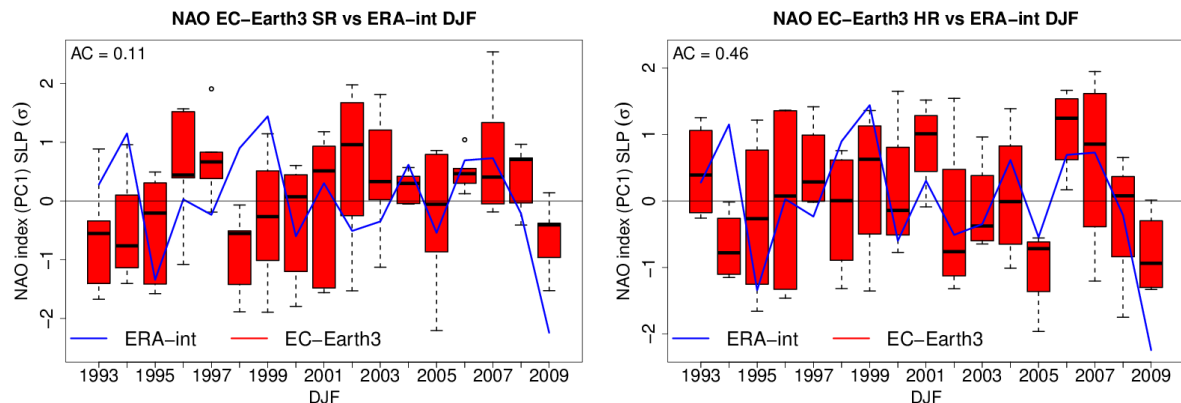 NAO EC−Earth3 SR vs ERA−int DJF
AC = 0.11
NAO index (PC1) SLP (σ)
2
1
0
−1
−2
ERA−int
EC−Earth3
1993 1995 1997 1999 2001 2003 2005 2007 2009
DJF
NAO EC−Earth3 HR vs ERA−int DJF
AC = 0.46
NAO index (PC1) SLP (σ)
2
1
0
−1
−2
ERA−int
EC−Earth3
1993 1995 1997 1999 2001 2003 2005 2007 2009
DJF